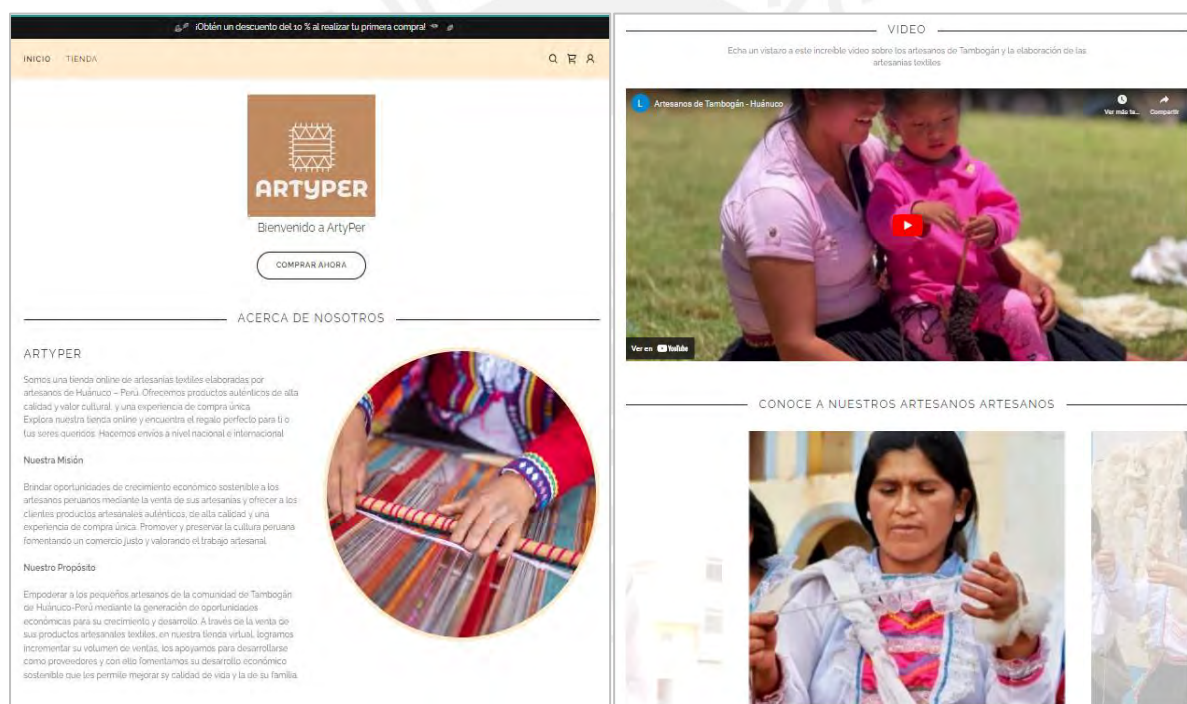 ¡Obtén un descuento del 10 % al realizar tu primera compra!
INICIO TIENDA
ARTYPER
Bienvenido a ArtyPer
COMPRAR AHORA
ACERCA DE NOSOTROS
ARTYPER
Somos una tienda online de artesanías textiles elaboradas por
artesanos de Huánuco – Perú. Ofrecemos productos auténticos de alta
calidad y valor cultural, y una experiencia de compra única.
Explora nuestra tienda online y encuentra el regalo perfecto para ti o
tus seres queridos. Hacemos envíos a nivel nacional e internacional
Nuestra Misión
Brindar oportunidades de crecimiento económico sostenible a los
artesanos peruanos mediante la venta de sus artesanías y ofrecer a los
clientes productos artesanales auténticos, de alta calidad y una
experiencia de compra única. Promover y preservar la cultura peruana
fomentando un comercio justo y valorando el trabajo artesanal.
Nuestro Propósito
Empoderar a los pequeños artesanos de la comunidad de Tambogán
de Huánuco-Perú mediante la generación de oportunidades
económicas para su crecimiento y desarrollo. A través de la venta de
sus productos artesanales textiles, en nuestra tienda virtual, logramos
incrementar su volumen de ventas, los apoyamos para desarrollarse
como proveedores y con ello fomentamos su desarrollo económico
sostenible que les permite mejorar sy calidad de vida y la de su familia.
VIDEO
Echa un vistazo a este increíble video sobre los artesanos de Tambogán y la elaboración de las
artesanías textiles
L Artesanos de Tambogán - Huánuco
Ver más ta... Compartir
Ver en YouTube
CONOCE A NUESTROS ARTESANOS ARTESANOS